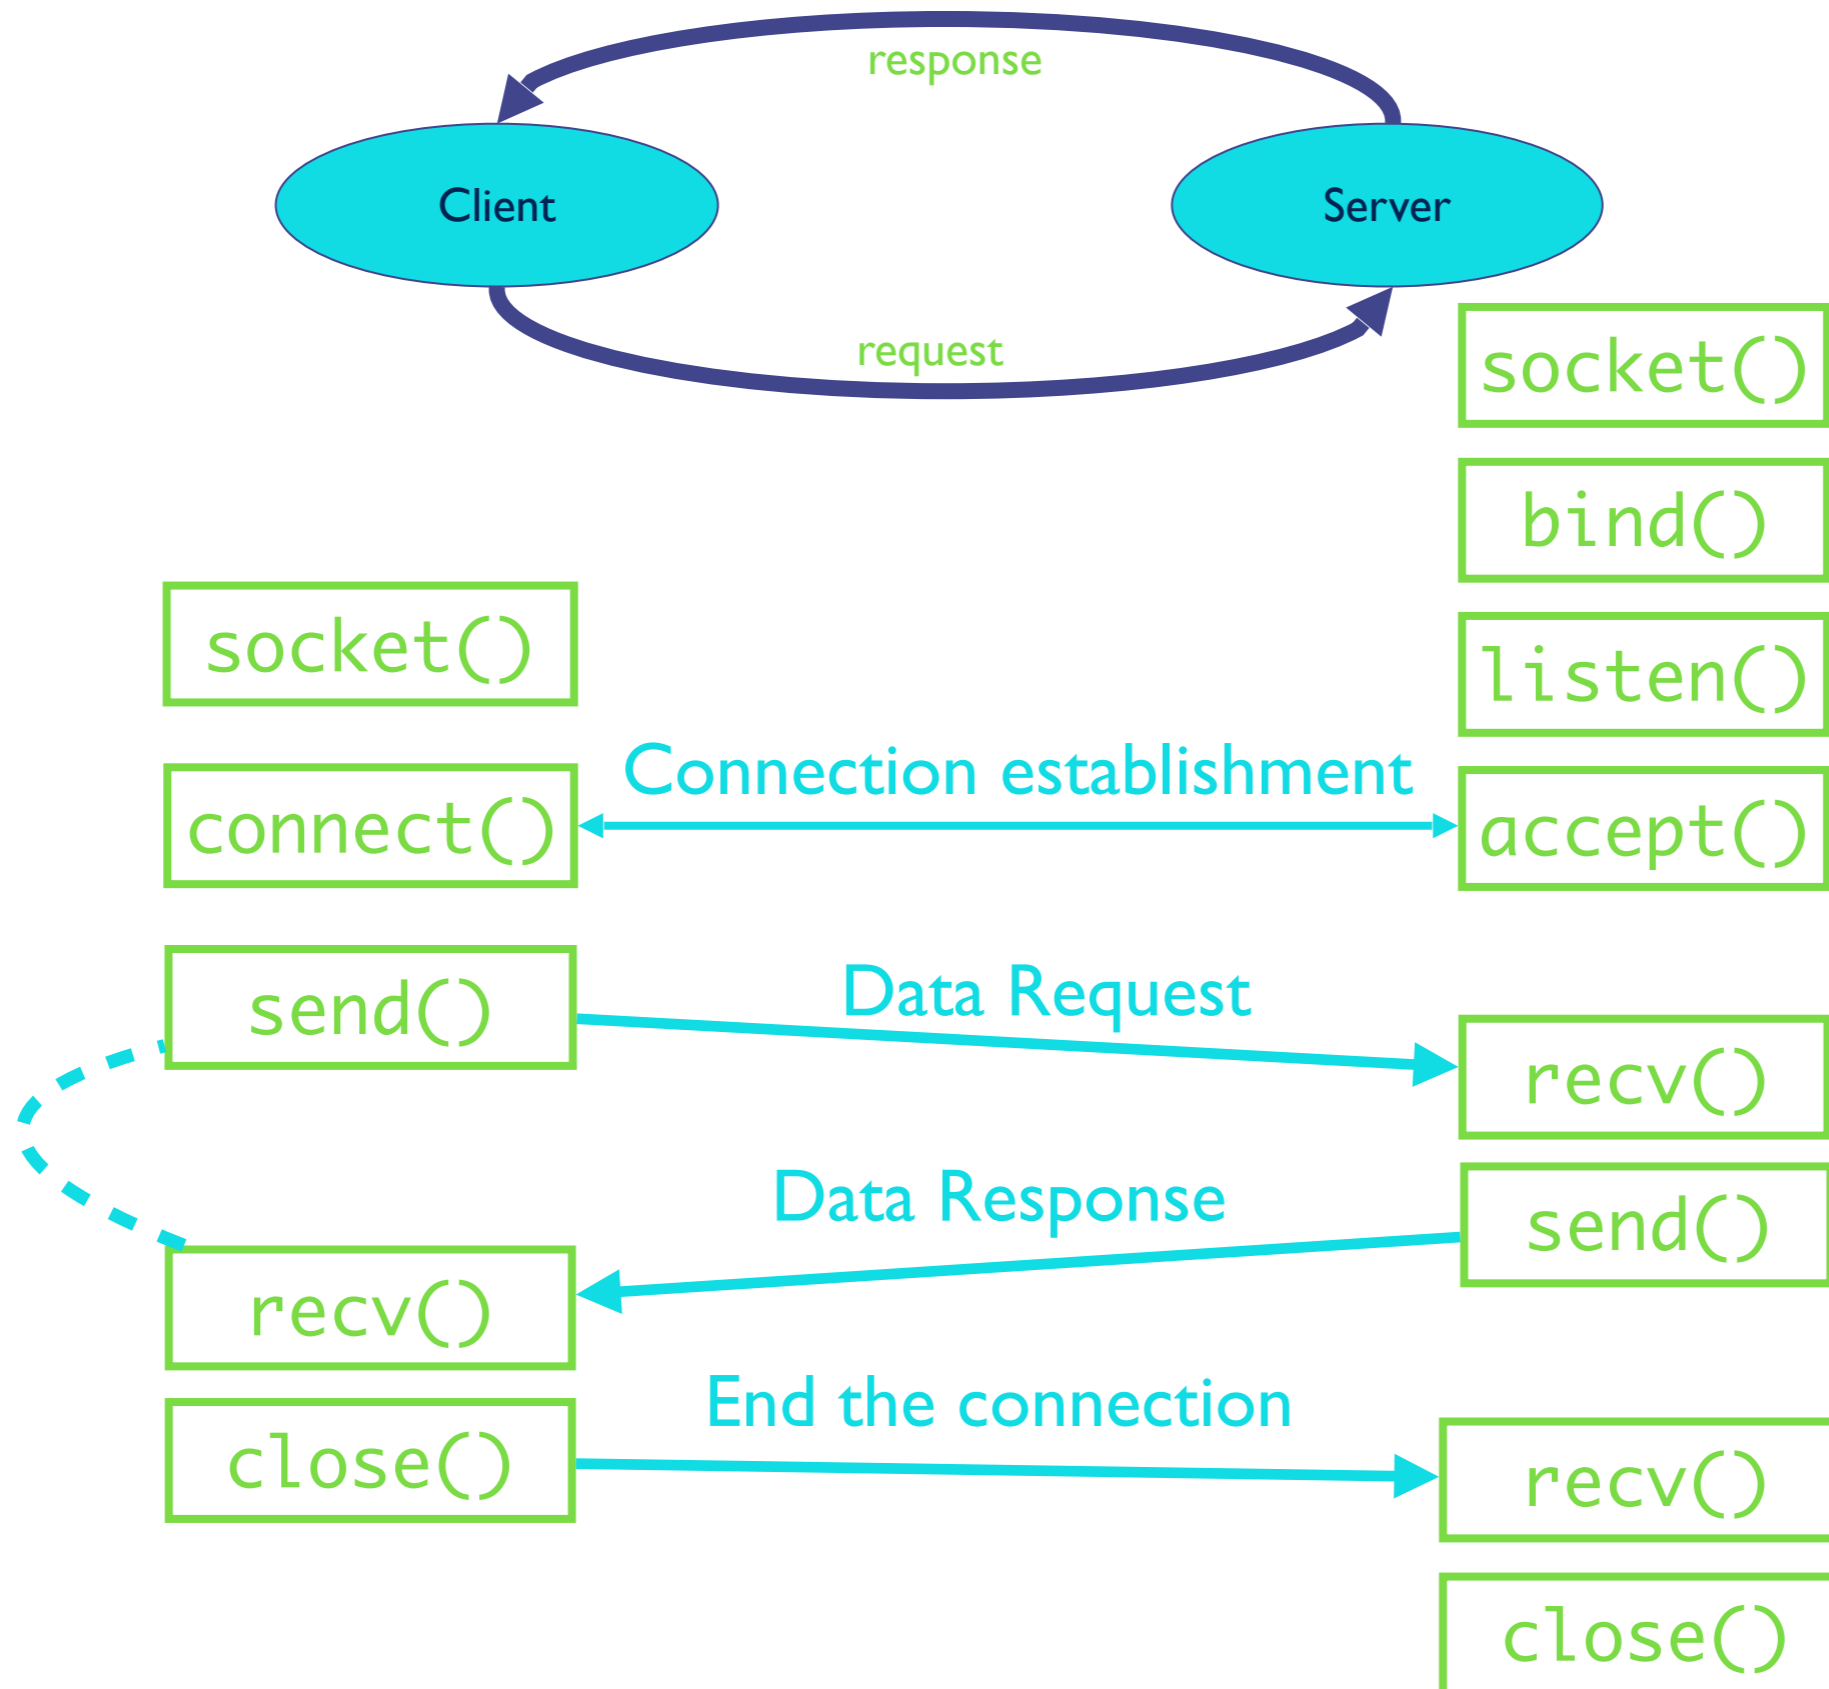 response
Client
Server
request
socket()
bind()
socket()
listen()
Connection establishment
connect()
accept()
send()
Data Request
recv()
Data Response
send()
recv()
End the connection
close()
recv()
close()